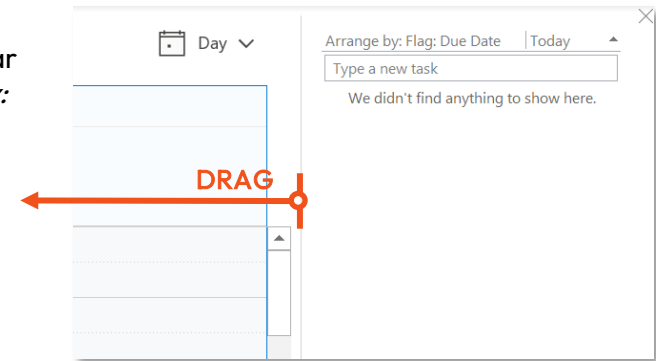 Day
Arrange by: Flag: Due Date Today
Type a new task
We didn't find anything to show here.
DRAG